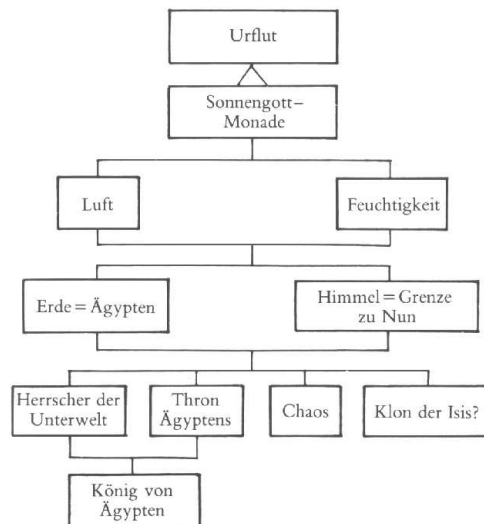 Urflut
Sonnengott–
Monade
Luft
Feuchtigkeit
Erde = Ägypten
Himmel = Grenze
zu Nun
Herrscher der
Unterwelt
Thron
Ägyptens
Chaos
Klon der Isis?
König von
Ägypten